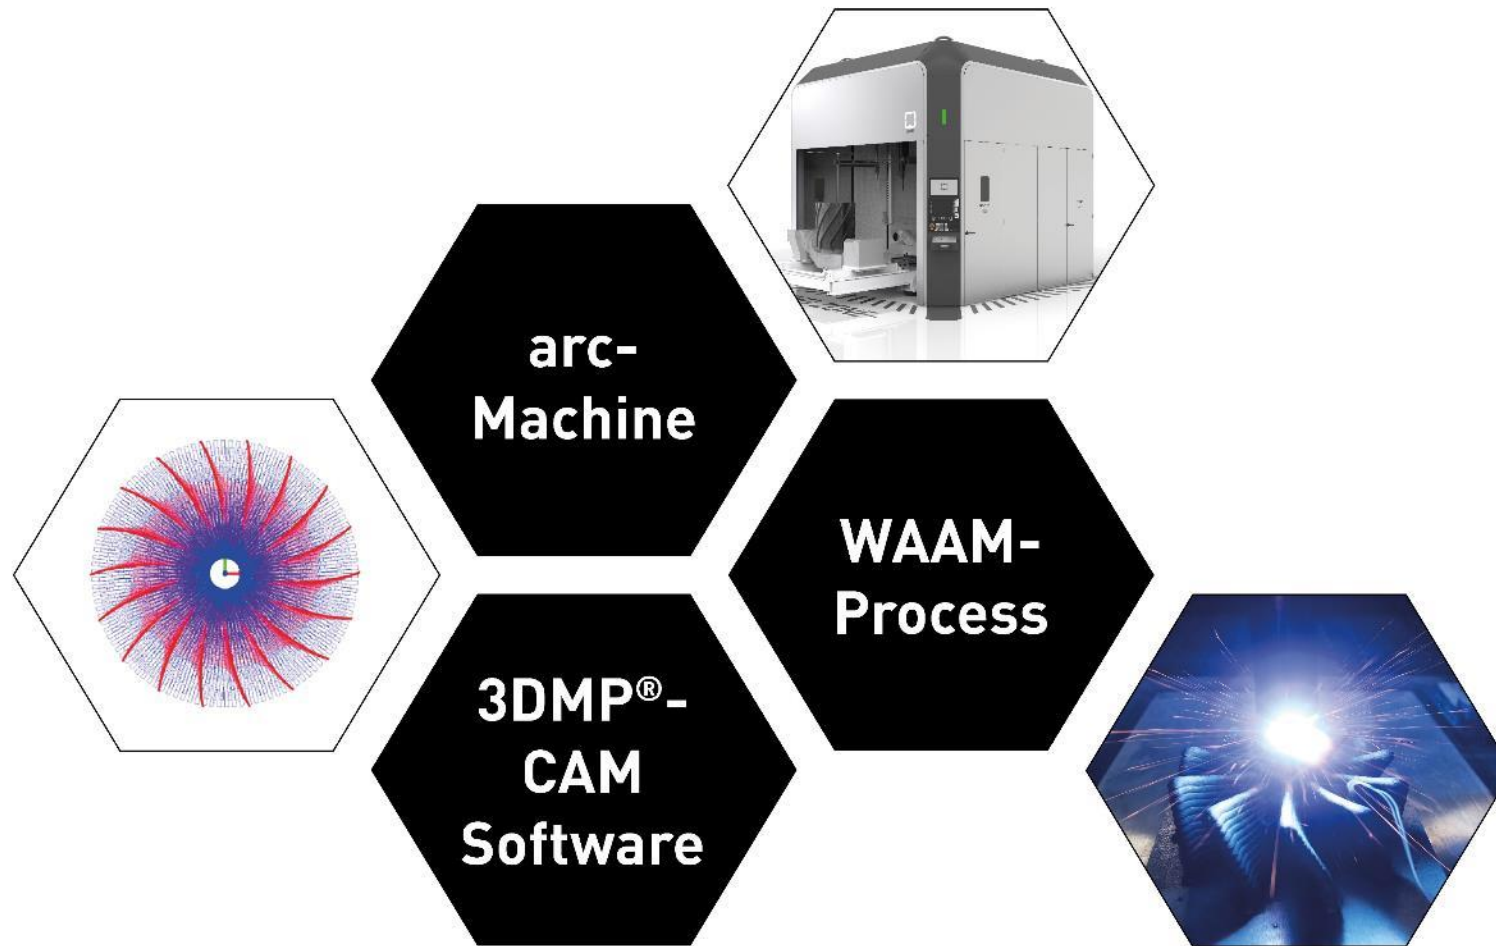 arc-
Machine
WAAM-
Process
3DMP®-
CAM
Software